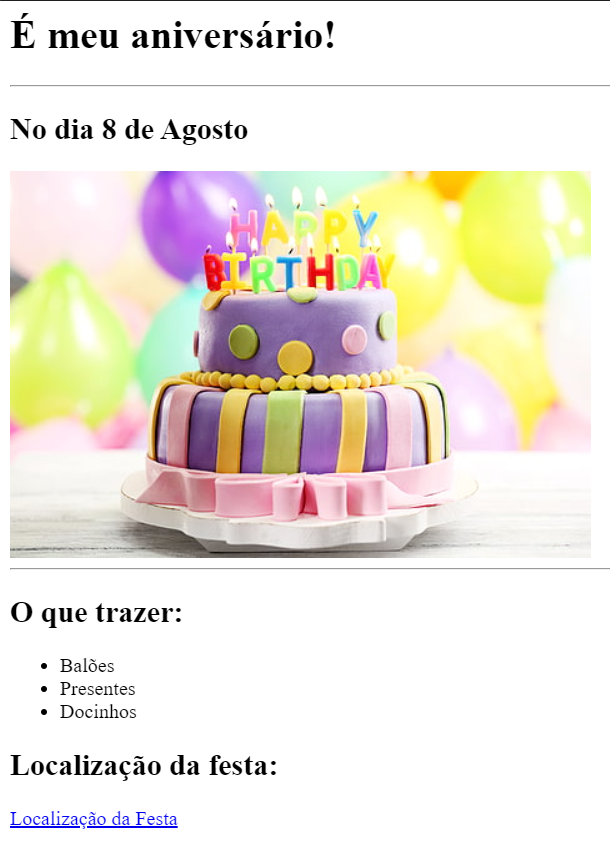 É meu aniversário!
No dia 8 de Agosto
HAPPY
BIRTHDAY
O que trazer:
Balões
Presentes
Docinhos
Localização da festa:
Localização da Festa